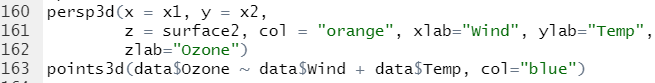 160 persp3d(x = x1, y = x2,
161         z = surface2, col = "orange", xlab="Wind", ylab="Temp",
162         zlab="Ozone")
163 points3d(data$Ozone ~ data$Wind + data$Temp, col="blue")